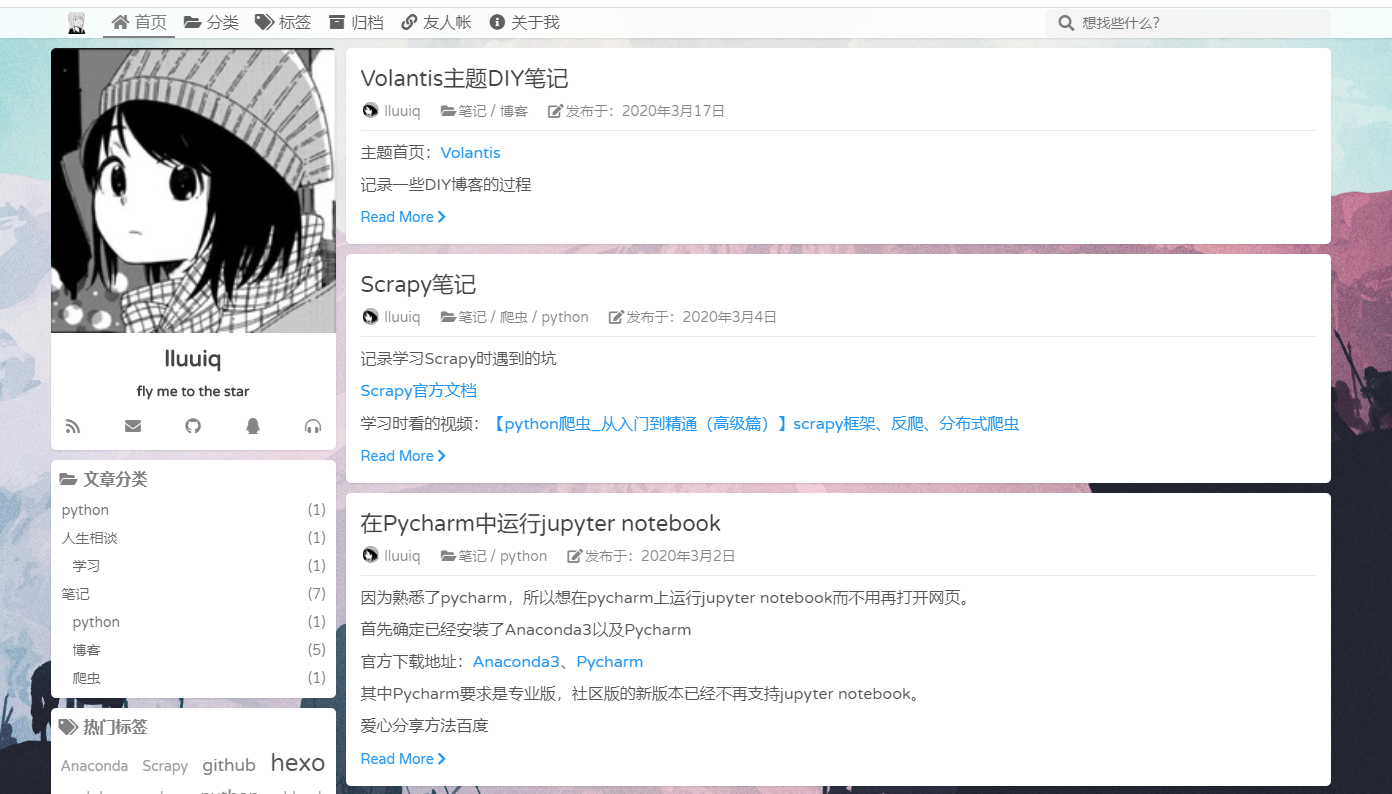 首页 分类 标签 归档 友人帐 关于我 想找些什么？
lluuiq
fly me to the star
文章分类
python (1)
人生相谈 (1)
学习 (1)
笔记 (7)
python (1)
博客 (5)
爬虫 (1)
热门标签
Anaconda Scrapy github hexo
python
Volantis主题DIY笔记
lluuiq 笔记 / 博客 发布于：2020年3月17日
主题首页：Volantis
记录一些DIY博客的过程
Read More
Scrapy笔记
lluuiq 笔记 / 爬虫 / python 发布于：2020年3月4日
记录学习Scrapy时遇到的坑
Scrapy官方文档
学习时看的视频：【python爬虫_从入门到精通（高级篇）】scrapy框架、反爬、分布式爬虫
Read More
在Pycharm中运行jupyter notebook
lluuiq 笔记 / python 发布于：2020年3月2日
因为熟悉了pycharm，所以想在pycharm上运行jupyter notebook而不用再打开网页。
首先确定已经安装了Anaconda3以及Pycharm
官方下载地址：Anaconda3、Pycharm
其中Pycharm要求是专业版，社区版的新版本已经不再支持jupyter notebook。
爱心分享方法百度
Read More